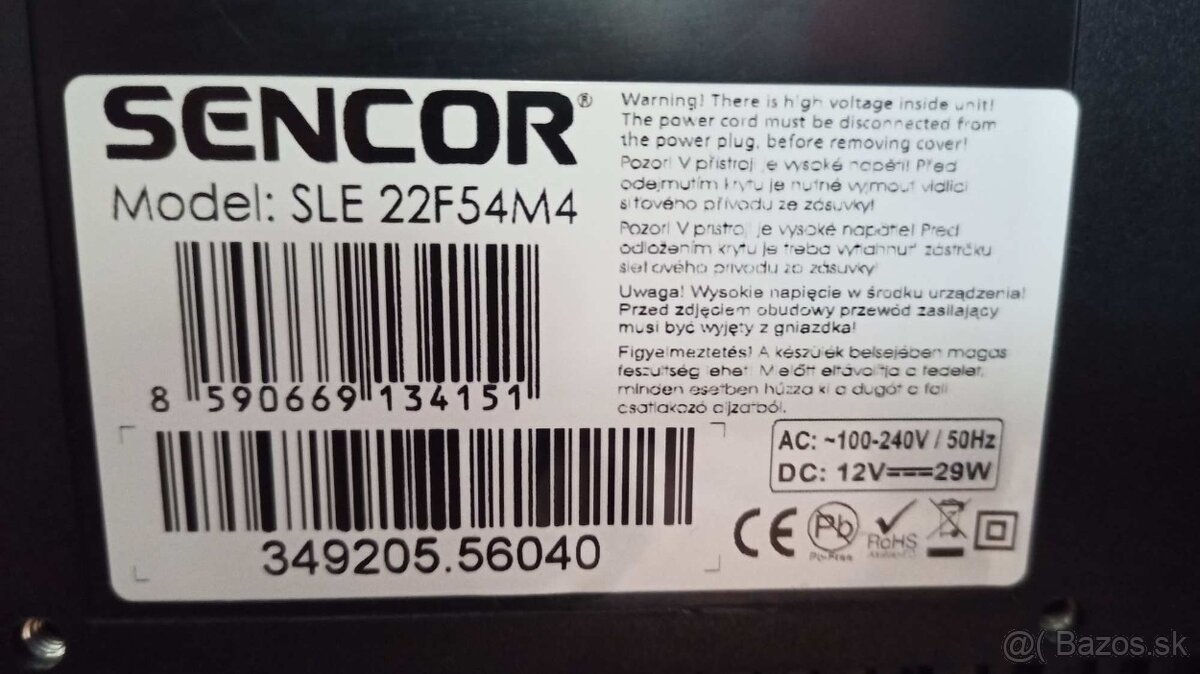 SENCOR®
Model: SLE 22F54M4
8 590669 134151
349205.56040
Warning! There is high voltage inside unit!
The power cord must be disconnected from
the power plug, before removing cover!
Pozor! V přístroji je vysoké napětí! Před
odejmutím krytu je nutné vyjmout vidlici
síťového přívodu ze zásuvky!
Pozor! V prístroji je vysoké napätie! Pred
odložením krytu je treba vytiahnuť zástrčku
sieťového prívodu zo zásuvky!
Uwaga! Wysokie napięcie w środku urządzenia!
Przed zdjęciem obudowy przewód zasilający
musi być wyjęty z gniazdka!
Figyelmeztetés! A készülék belsejében magas
feszültség lehet! Mielőtt eltávolítja a fedelet,
minden esetben húzza ki a dugót a fali
csatlakozó aljzatból.
AC: ~100-240V / 50Hz
DC: 12V⎓29W
CE
Pb
Pb-Free
RoHS
@( Bazos.sk